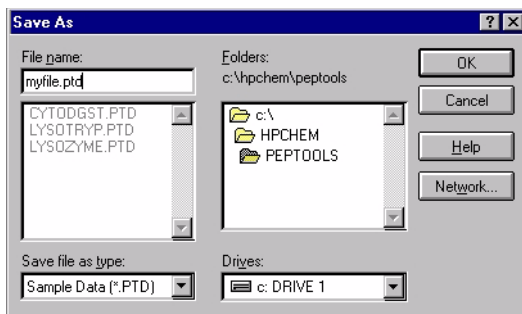 Save As
File name:
myfile.ptd
CYTODGST.PTD
LYSOTRYP.PTD
LYSOZYME.PTD
Save file as type:
Sample Data (*.PTD)
Folders:
c:\hpchem\peptools
c:\
HPCHEM
PEPTOOLS
Drives:
c: DRIVE 1
OK
Cancel
Help
Network...